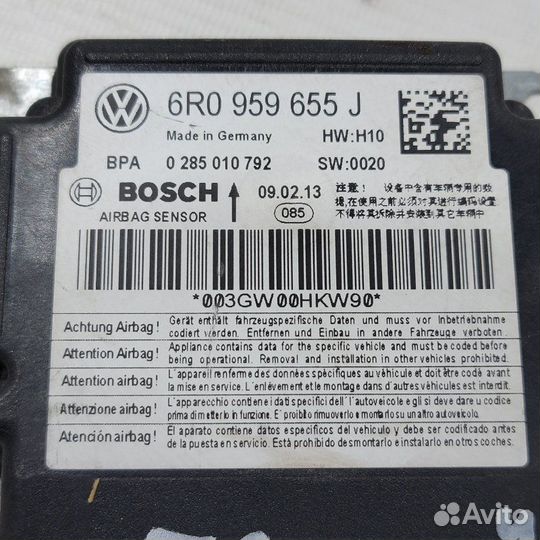 6R0 959 655 J
Made in Germany HW:H10
BPA 0 285 010 792 SW:0020
BOSCH 09.02.13
AIRBAG SENSOR 085
注意! 设备中含有车辆专用的数
据,在使用之前必须对其进行编码设置
不得将其拆卸并安装到其它车辆中
*003GW00HKW90*
Achtung Airbag! Gerät enthält fahrzeugspezifische Daten und muss vor Inbetriebnahme
codiert werden. Entfernen und Einbau in andere Fahrzeuge verboten.
Attention Airbag! Appliance contains data for the specific vehicle and must be coded before
being operational. Removal and installation in other vehicles prohibited.
Attention airbag! L'appareil renferme des données spécifiques au véhicule et doit être codé avant
la mise en service. L'enlèvement et le montage dans d'autres véhicules est interdit.
Attenzione airbag! L'apparecchio contiene i dati specifici dell'autoveicolo e gli si deve dare u codice
prima di metterlo in funzione. E' proibito rimuoverlo e montarlo su un altro autoveicolo.
Atención airbag! El aparato contiene datos específicos del vehículo y debe ser codificado antes
de la puesta en servicio. Está prohibido desmontarlo e instalarlo en otros coches.
Avito